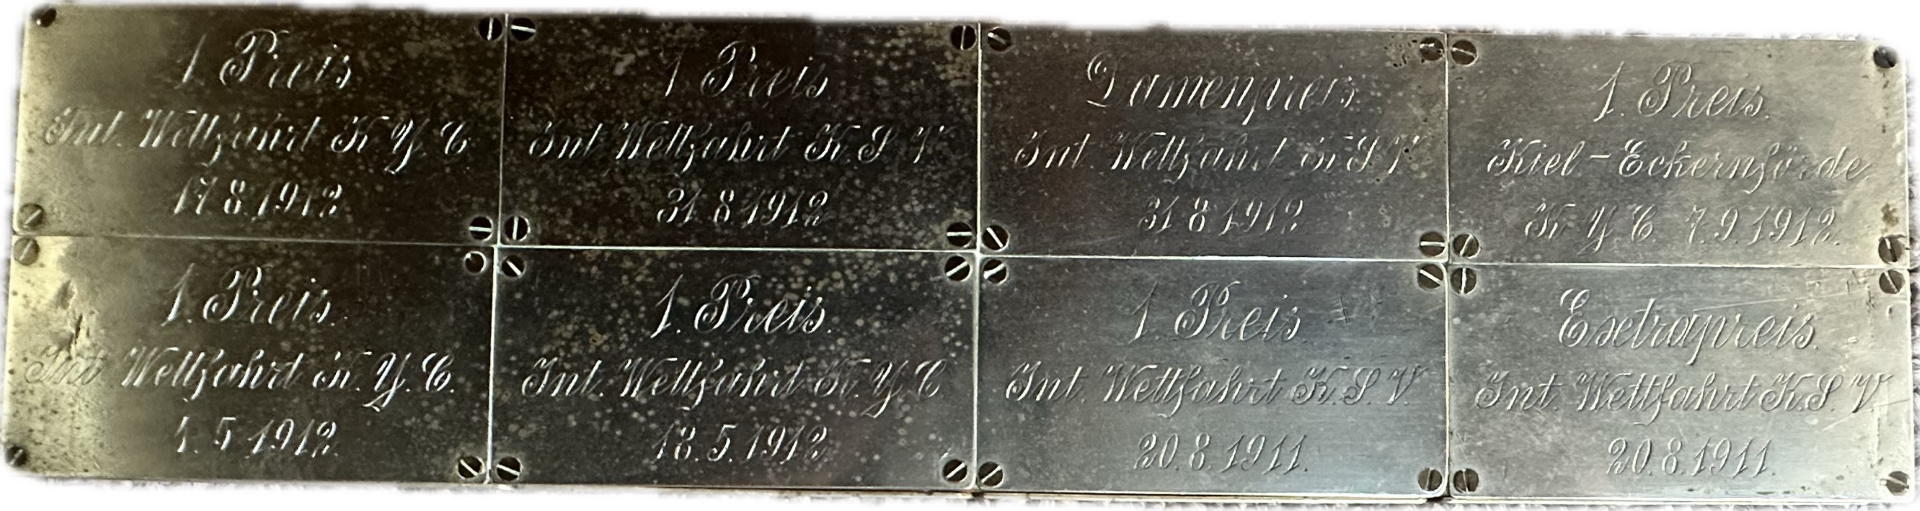 1. Preis
Int. Wettfahrt K. Y. C.
17.8.1912
1. Preis
Int. Wettfahrt K. S. V.
31.8.1912
Damenpreis
Int. Wettfahrt K. S. V.
31.8.1912
1. Preis.
Kiel-Eckernförde
K. Y. C. 7.9.1912.
1. Preis.
Int. Wettfahrt K. Y. C.
1.5.1912.
1. Preis.
Int. Wettfahrt K. Y. C
18.5.1912
1. Preis
Int. Wettfahrt K. S. V.
20.8.1911.
Extrapreis.
Int. Wettfahrt K. S. V.
20.8.1911.